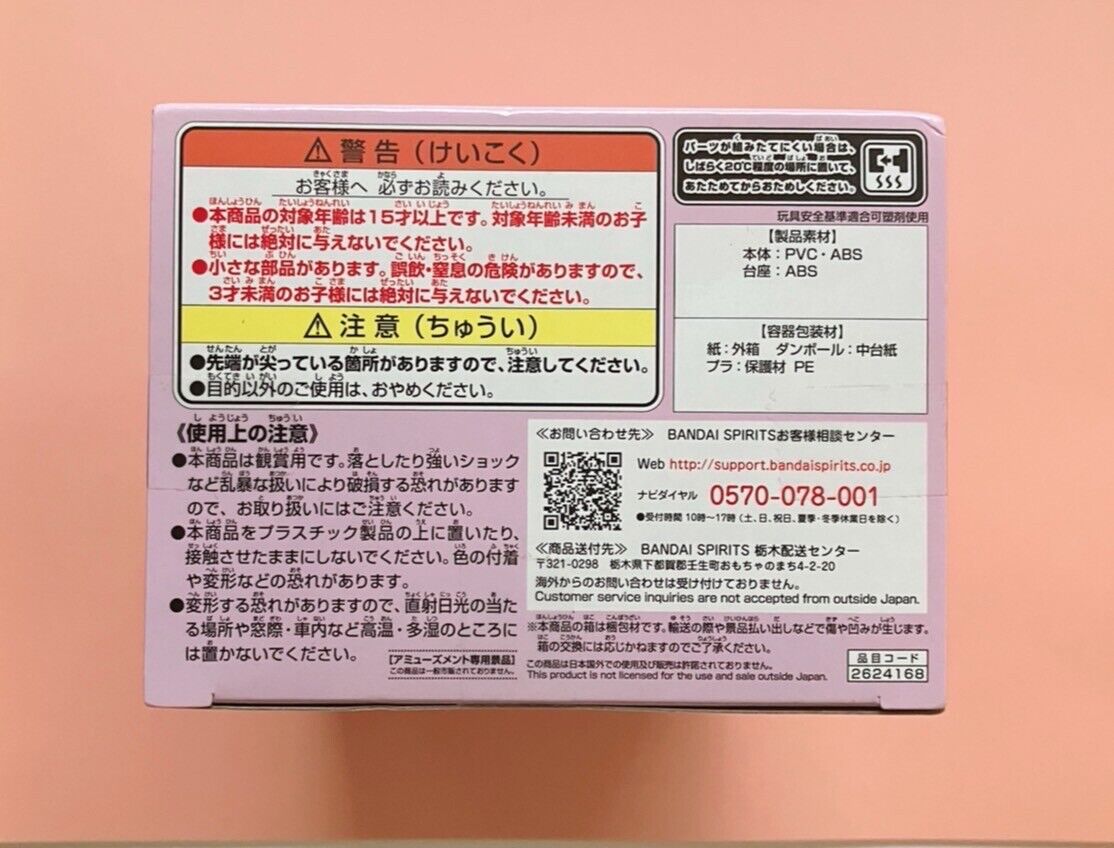 ⚠警告(けいこく)
お客様へ 必ずお読みください。
●本商品の対象年齢は15才以上です。対象年齢未満のお子
様には絶対に与えないでください。
●小さな部品があります。誤飲・窒息の危険がありますので、
3才未満のお子様には絶対に与えないでください。
⚠注意(ちゅうい)
●先端が尖っている箇所がありますので、注意してください。
●目的以外のご使用は、おやめください。
パーツが組みたてにくい場合は、
しばらく20℃程度の場所に置いて、
あたためてからおためしください。
玩具安全基準適合可塑剤使用
【製品素材】
本体:PVC・ABS
台座:ABS
【容器包装材】
紙:外箱 ダンボール:中台紙
プラ:保護材 PE
《使用上の注意》
●本商品は観賞用です。落としたり強いショック
など乱暴な扱いにより破損する恐れがあります
ので、お取り扱いにはご注意ください。
●本商品をプラスチック製品の上に置いたり、
接触させたままにしないでください。色の付着
や変形などの恐れがあります。
●変形する恐れがありますので、直射日光の当た
る場所や窓際・車内など高温・多湿のところに
は置かないでください。
【アミューズメント専用景品】
この商品は一般市販されておりません。
≪お問い合わせ先≫ BANDAI SPIRITSお客様相談センター
Web http://support.bandaispirits.co.jp
ナビダイヤル 0570-078-001
●受付時間 10時～17時(土、日、祝日、夏季・冬季休業日を除く)
≪商品送付先≫ BANDAI SPIRITS 栃木配送センター
〒321-0298 栃木県下都賀郡壬生町おもちゃのまち4-2-20
海外からのお問い合わせは受け付けておりません。
Customer service inquiries are not accepted from outside Japan.
※本商品の箱は梱包材です。輸送の際や景品払い出しなどで傷や凹みが生じます。
箱の交換には応じかねますのでご了承ください。
この商品は日本国外での使用及び販売は許諾されておりません。
This product is not licensed for the use and sale outside Japan.
品目コード
2624168